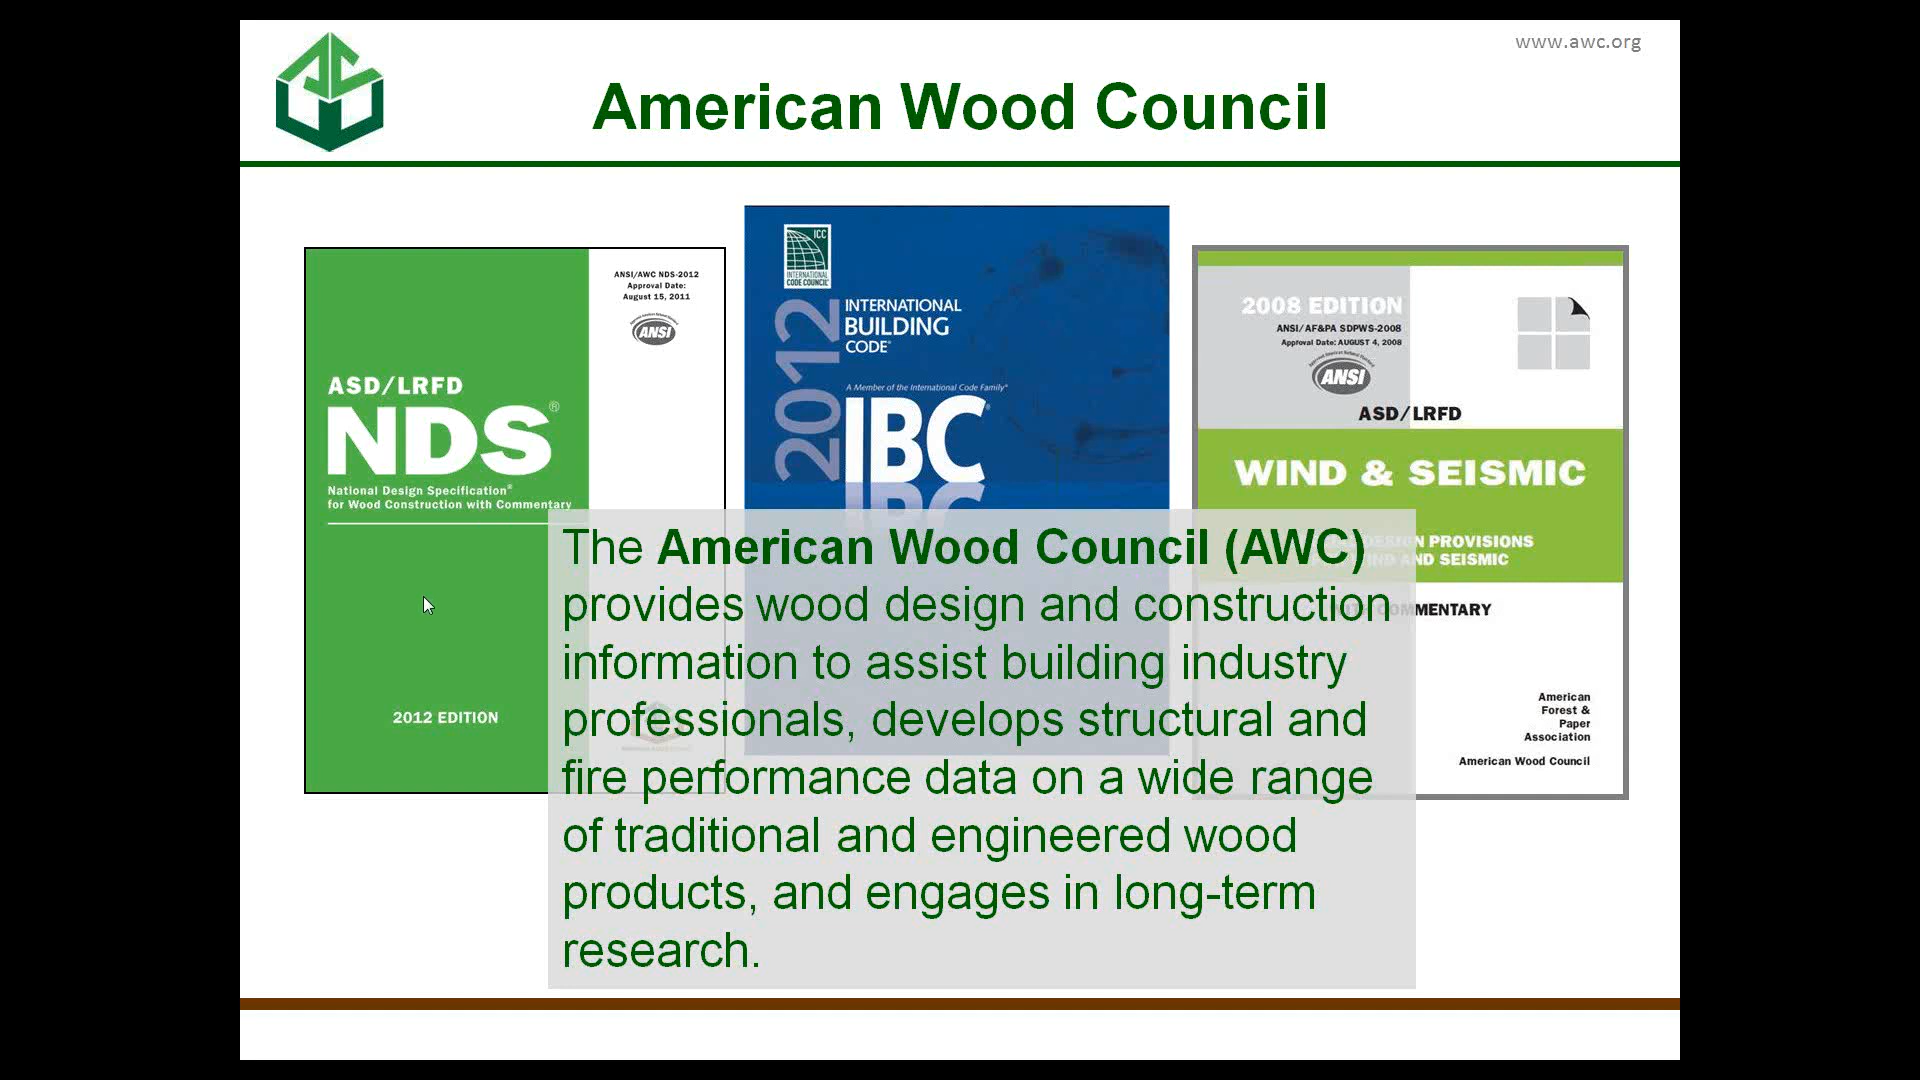 www.awc.org
American Wood Council
ANSI/AWC NDS-2012
Approval Date:
August 15, 2011
ANSI
ASD/LRFD
NDS®
National Design Specification®
for Wood Construction with Commentary
2012 EDITION
ICC
INTERNATIONAL
CODE COUNCIL®
2012
INTERNATIONAL
BUILDING
CODE®
A Member of the International Code Family®
IBC®
2008 EDITION
ANSI/AF&PA SDPWS-2008
Approval Date: AUGUST 4, 2008
ANSI
ASD/LRFD
WIND & SEISMIC
DESIGN PROVISIONS
WIND AND SEISMIC
COMMENTARY
American
Forest &
Paper
Association
American Wood Council
The American Wood Council (AWC)
provides wood design and construction
information to assist building industry
professionals, develops structural and
fire performance data on a wide range
of traditional and engineered wood
products, and engages in long-term
research.